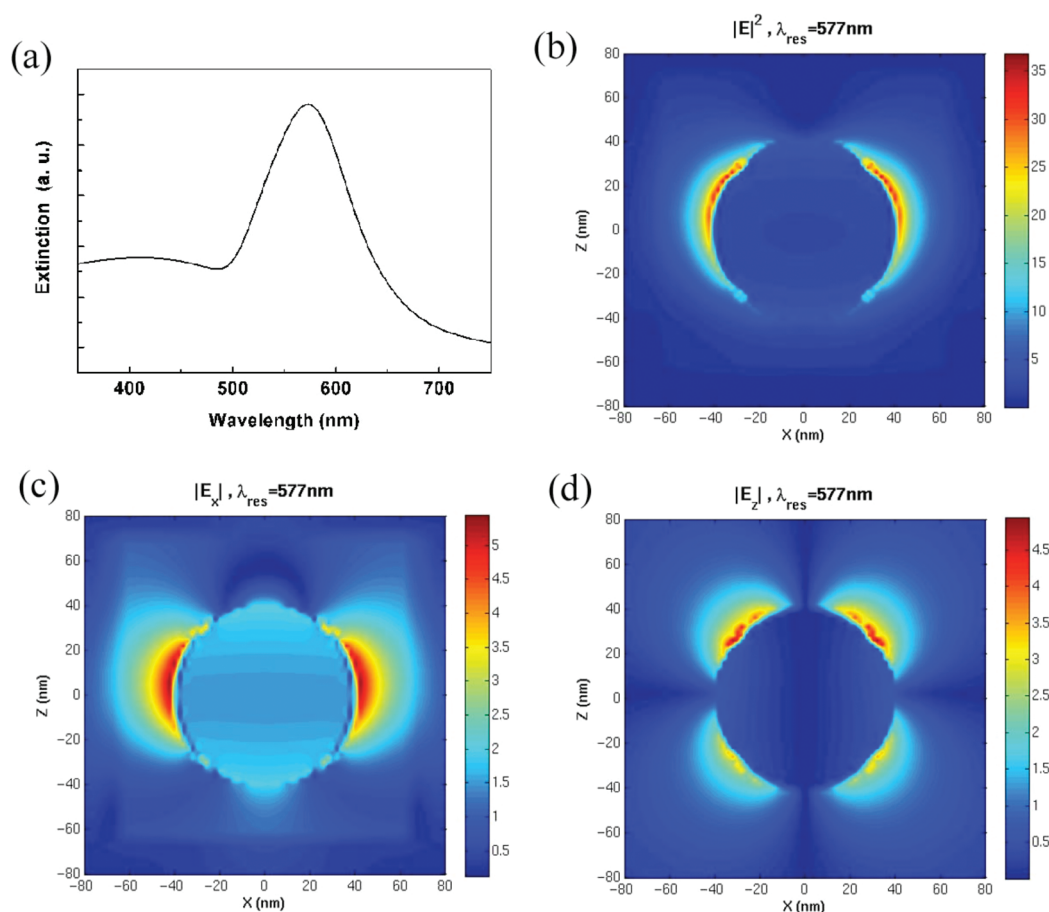 (a)
Extinction (a. u.)
400 500 600 700
Wavelength (nm)
(b)
|E|², λres=577nm
80
60
40
20
0
−20
−40
−60
−80
Z (nm)
−80 −60 −40 −20 0 20 40 60 80
X (nm)
35
30
25
20
15
10
5
(c)
|Ex|, λres=577nm
80
60
40
20
0
−20
−40
−60
−80
Z (nm)
−80 −60 −40 −20 0 20 40 60 80
X (nm)
5
4.5
4
3.5
3
2.5
2
1.5
1
0.5
(d)
|Ez|, λres=577nm
80
60
40
20
0
−20
−40
−60
−80
Z (nm)
−80 −60 −40 −20 0 20 40 60 80
X (nm)
4.5
4
3.5
3
2.5
2
1.5
1
0.5